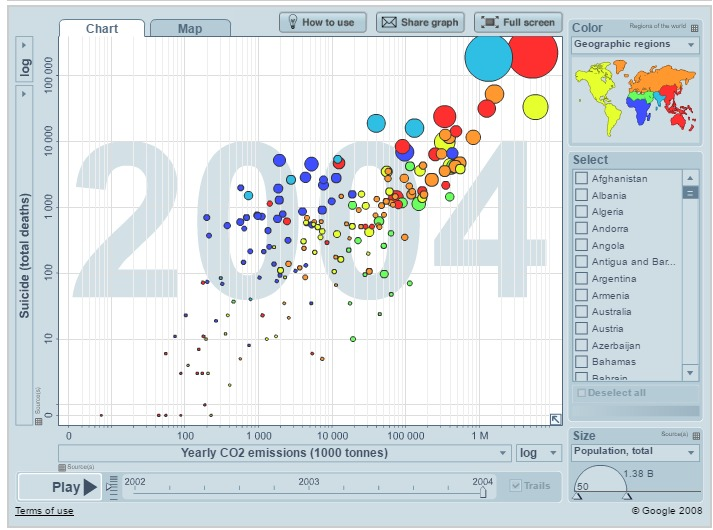 Chart
Map
How to use
Share graph
Full screen
Color
Regions of the world
Geographic regions
log
Suicide (total deaths)
Source(s)
100 000
10 000
1 000
100
10
0
2004
0
100
1 000
10 000
100 000
1 M
Yearly CO2 emissions (1000 tonnes)
log
Source(s)
Select
Afghanistan
Albania
Algeria
Andorra
Angola
Antigua and Bar...
Argentina
Armenia
Australia
Austria
Azerbaijan
Bahamas
Bahrain
Deselect all
Size
Source(s)
Population, total
1.38 B
50
Play
2002
2003
2004
Trails
Terms of use
© Google 2008